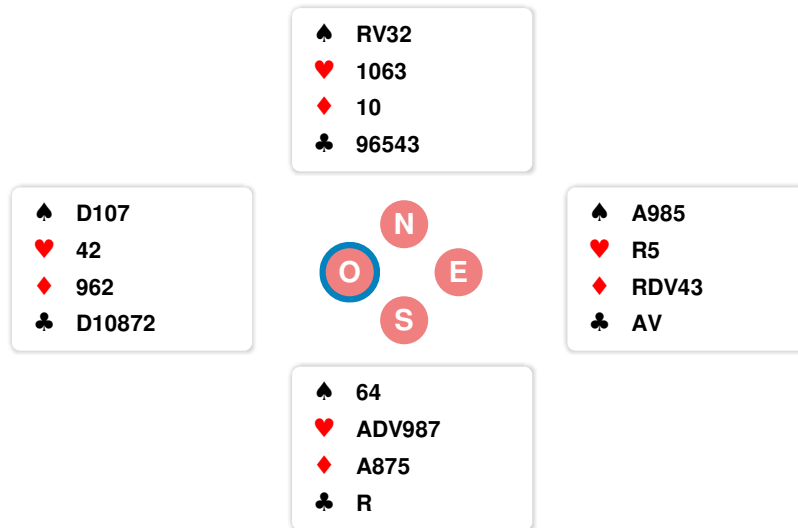 ♠ RV32
♥ 1063
♦ 10
♣ 96543
♠ D107
♥ 42
♦ 962
♣ D10872
N
O
E
S
♠ A985
♥ R5
♦ RDV43
♣ AV
♠ 64
♥ ADV987
♦ A875
♣ R